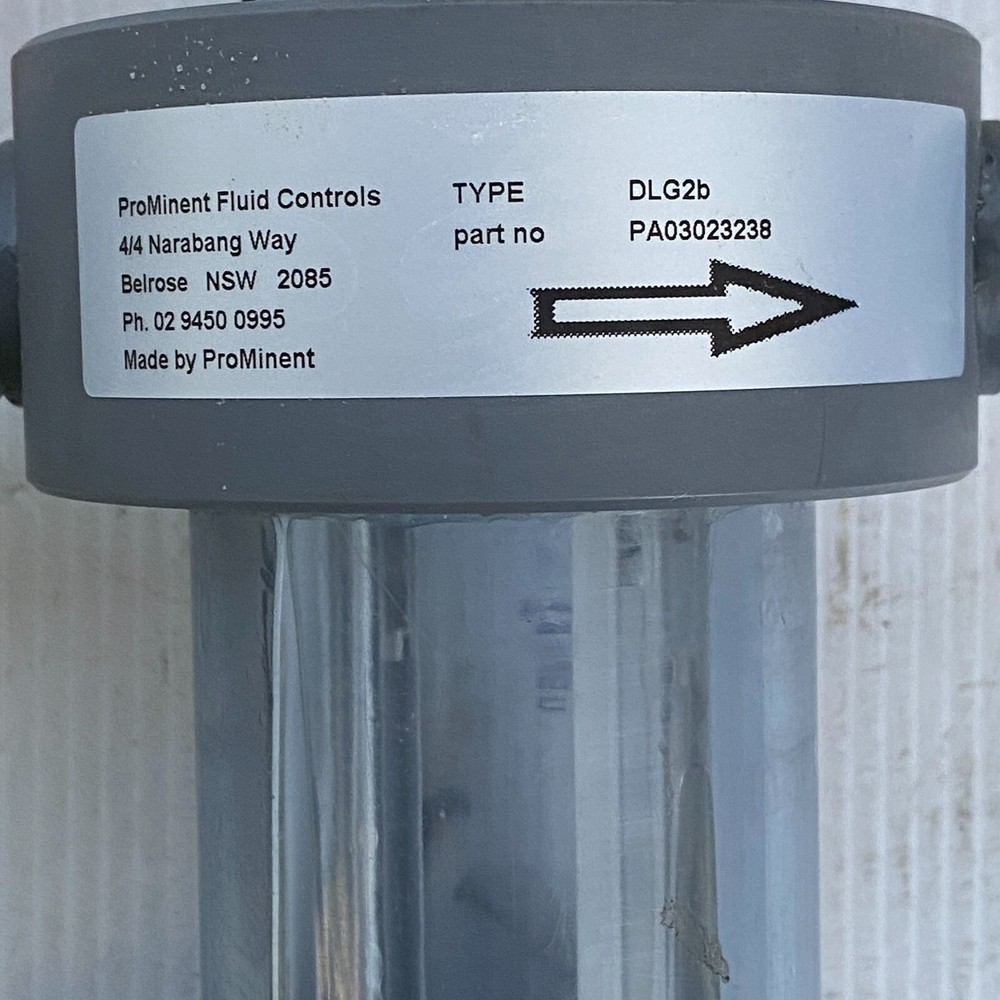 ProMinent Fluid Controls
4/4 Narabang Way
Belrose NSW 2085
Ph. 02 9450 0995
Made by ProMinent
TYPE DLG2b
part no PA03023238